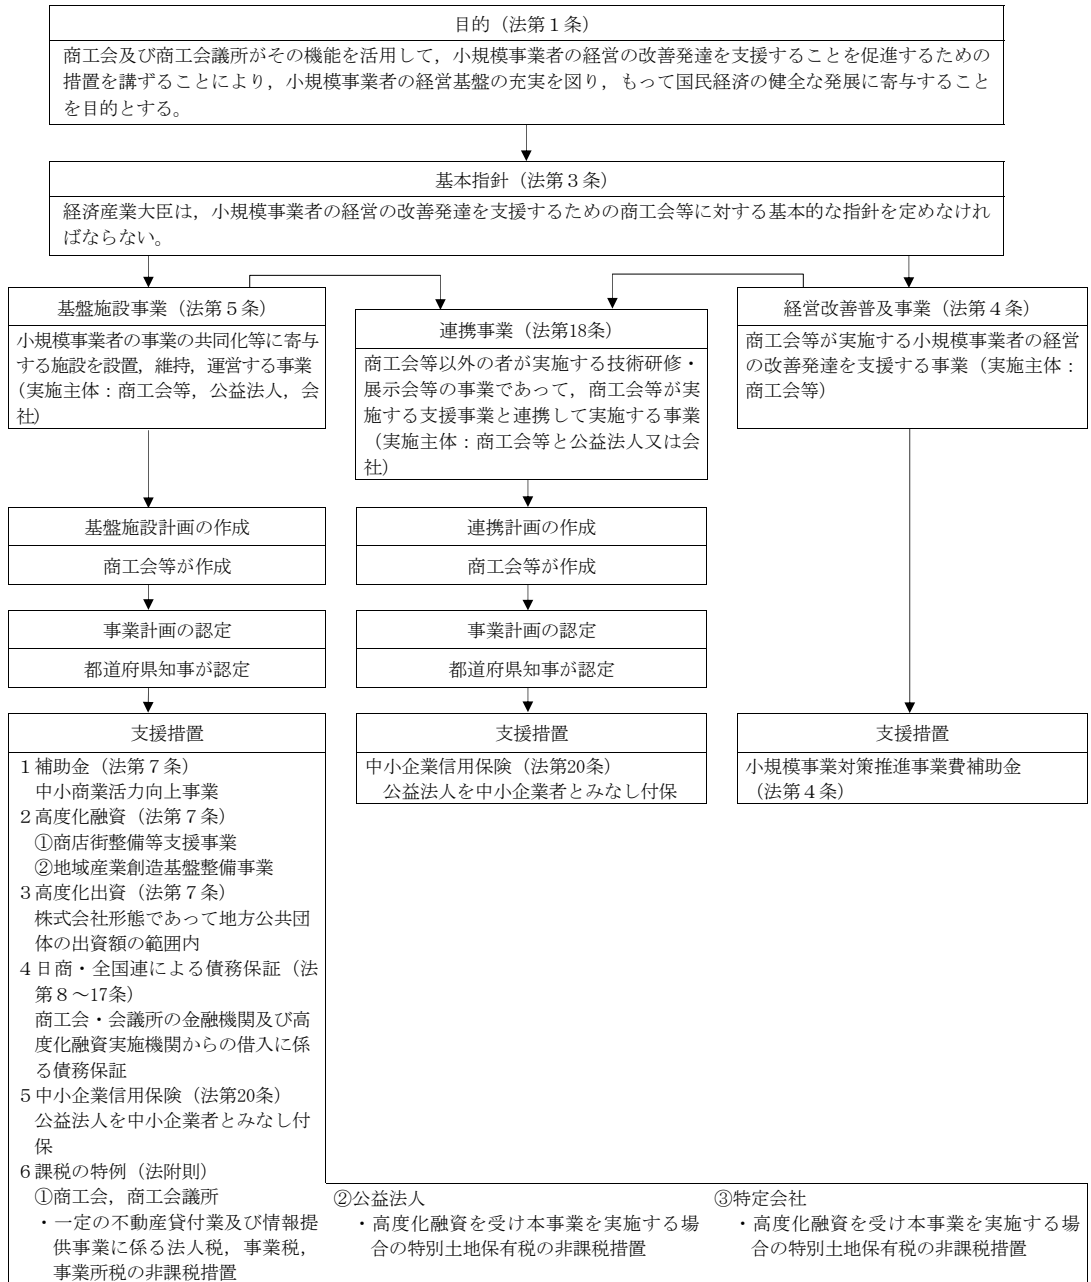 目的（法第１条）
商工会及び商工会議所がその機能を活用して，小規模事業者の経営の改善発達を支援することを促進するための
措置を講ずることにより，小規模事業者の経営基盤の充実を図り，もって国民経済の健全な発展に寄与すること
を目的とする。
基本指針（法第３条）
経済産業大臣は，小規模事業者の経営の改善発達を支援するための商工会等に対する基本的な指針を定めなけれ
ばならない。
基盤施設事業（法第５条）
小規模事業者の事業の共同化等に寄与
する施設を設置，維持，運営する事業
（実施主体：商工会等，公益法人，会
社）
連携事業（法第18条）
商工会等以外の者が実施する技術研修・
展示会等の事業であって，商工会等が実
施する支援事業と連携して実施する事業
（実施主体：商工会等と公益法人又は会
社）
経営改善普及事業（法第４条）
商工会等が実施する小規模事業者の経営
の改善発達を支援する事業（実施主体：
商工会等）
基盤施設計画の作成
商工会等が作成
連携計画の作成
商工会等が作成
事業計画の認定
都道府県知事が認定
事業計画の認定
都道府県知事が認定
支援措置
１補助金（法第７条）
中小商業活力向上事業
２高度化融資（法第７条）
①商店街整備等支援事業
②地域産業創造基盤整備事業
３高度化出資（法第７条）
株式会社形態であって地方公共団
体の出資額の範囲内
４日商・全国連による債務保証（法
第８～17条）
商工会・会議所の金融機関及び高
度化融資実施機関からの借入に係
る債務保証
５中小企業信用保険（法第20条）
公益法人を中小企業者とみなし付
保
６課税の特例（法附則）
①商工会，商工会議所
・一定の不動産貸付業及び情報提
供事業に係る法人税，事業税，
事業所税の非課税措置
支援措置
中小企業信用保険（法第20条）
公益法人を中小企業者とみなし付保
支援措置
小規模事業対策推進事業費補助金
（法第４条）
②公益法人
・高度化融資を受け本事業を実施する場
合の特別土地保有税の非課税措置
③特定会社
・高度化融資を受け本事業を実施する場
合の特別土地保有税の非課税措置